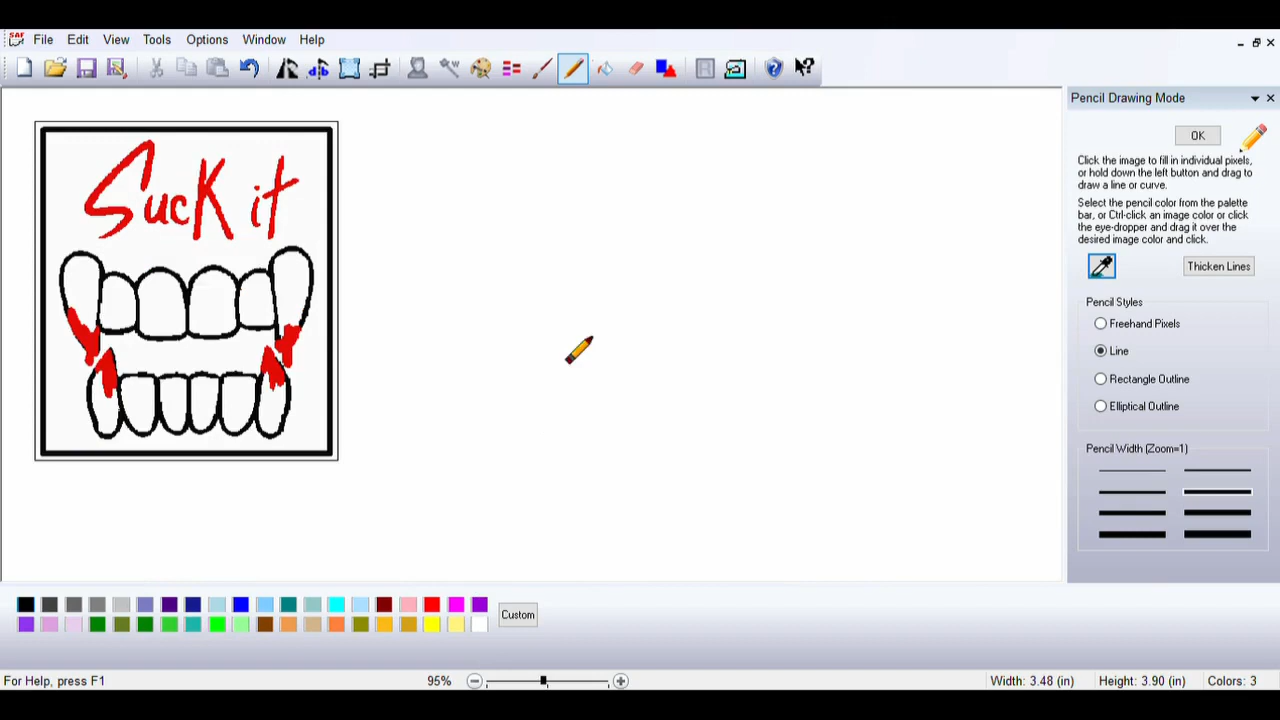 SAF File Edit View Tools Options Window Help
Pencil Drawing Mode
OK
Click the image to fill in individual pixels,
or hold down the left button and drag to
draw a line or curve.
Select the pencil color from the palette
bar, or Ctrl-click an image color or click
the eye-dropper and drag it over the
desired image color and click.
Thicken Lines
Pencil Styles
Freehand Pixels
Line
Rectangle Outline
Elliptical Outline
Pencil Width (Zoom=1)
Suck it
Custom
For Help, press F1 95% Width: 3.48 (in) Height: 3.90 (in) Colors: 3